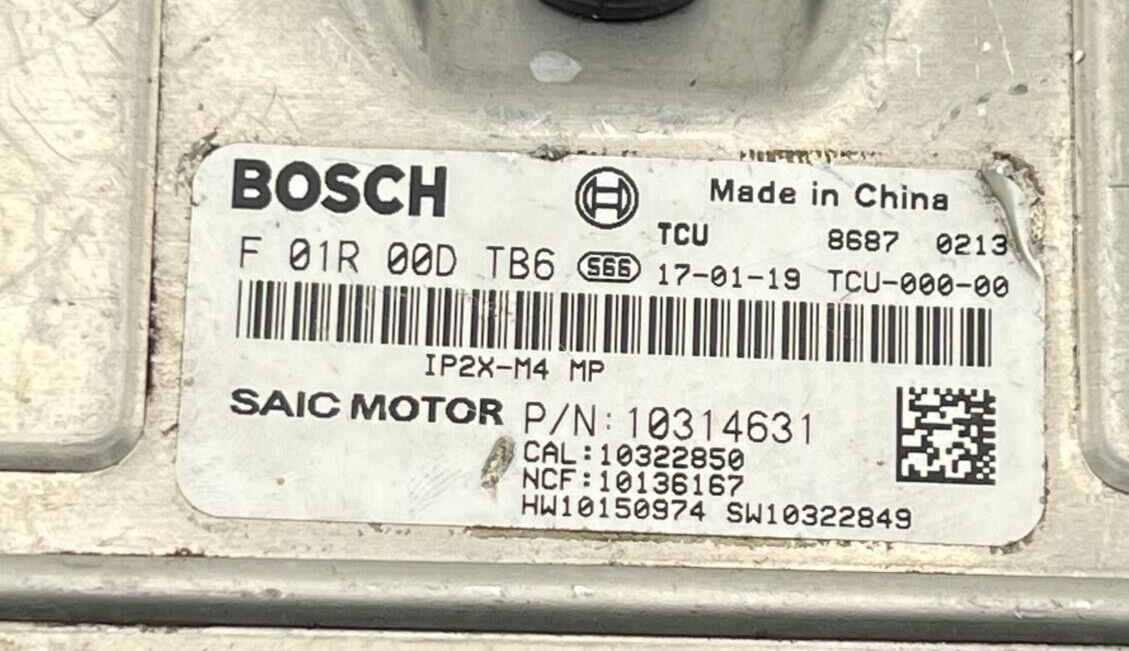 BOSCH
Made in China
TCU 8687 0213
F 01R 00D TB6
17-01-19 TCU-000-00
IP2X-M4 MP
SAIC MOTOR P/N:10314631
CAL:10322850
NCF:10136167
HW10150974 SW10322849